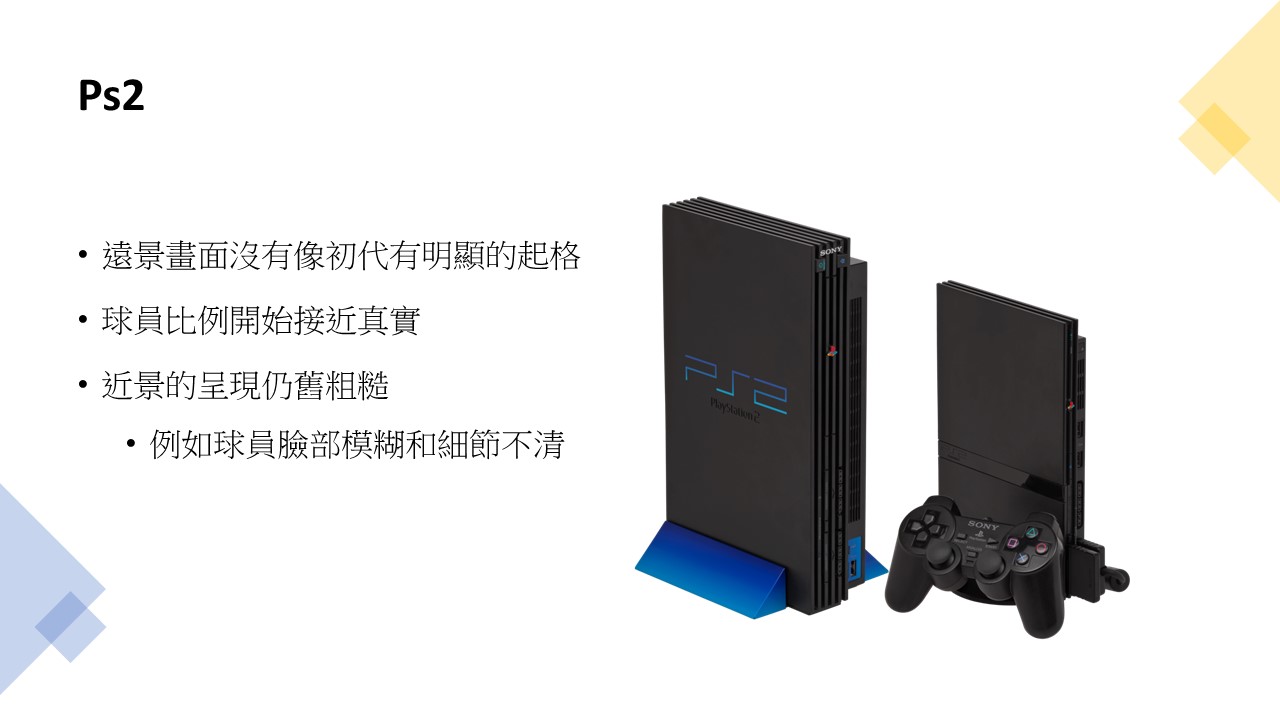 Ps2
• 遠景畫面沒有像初代有明顯的起格
• 球員比例開始接近真實
• 近景的呈現仍舊粗糙
• 例如球員臉部模糊和細節不清
SONY
PS2
PlayStation 2
SONY